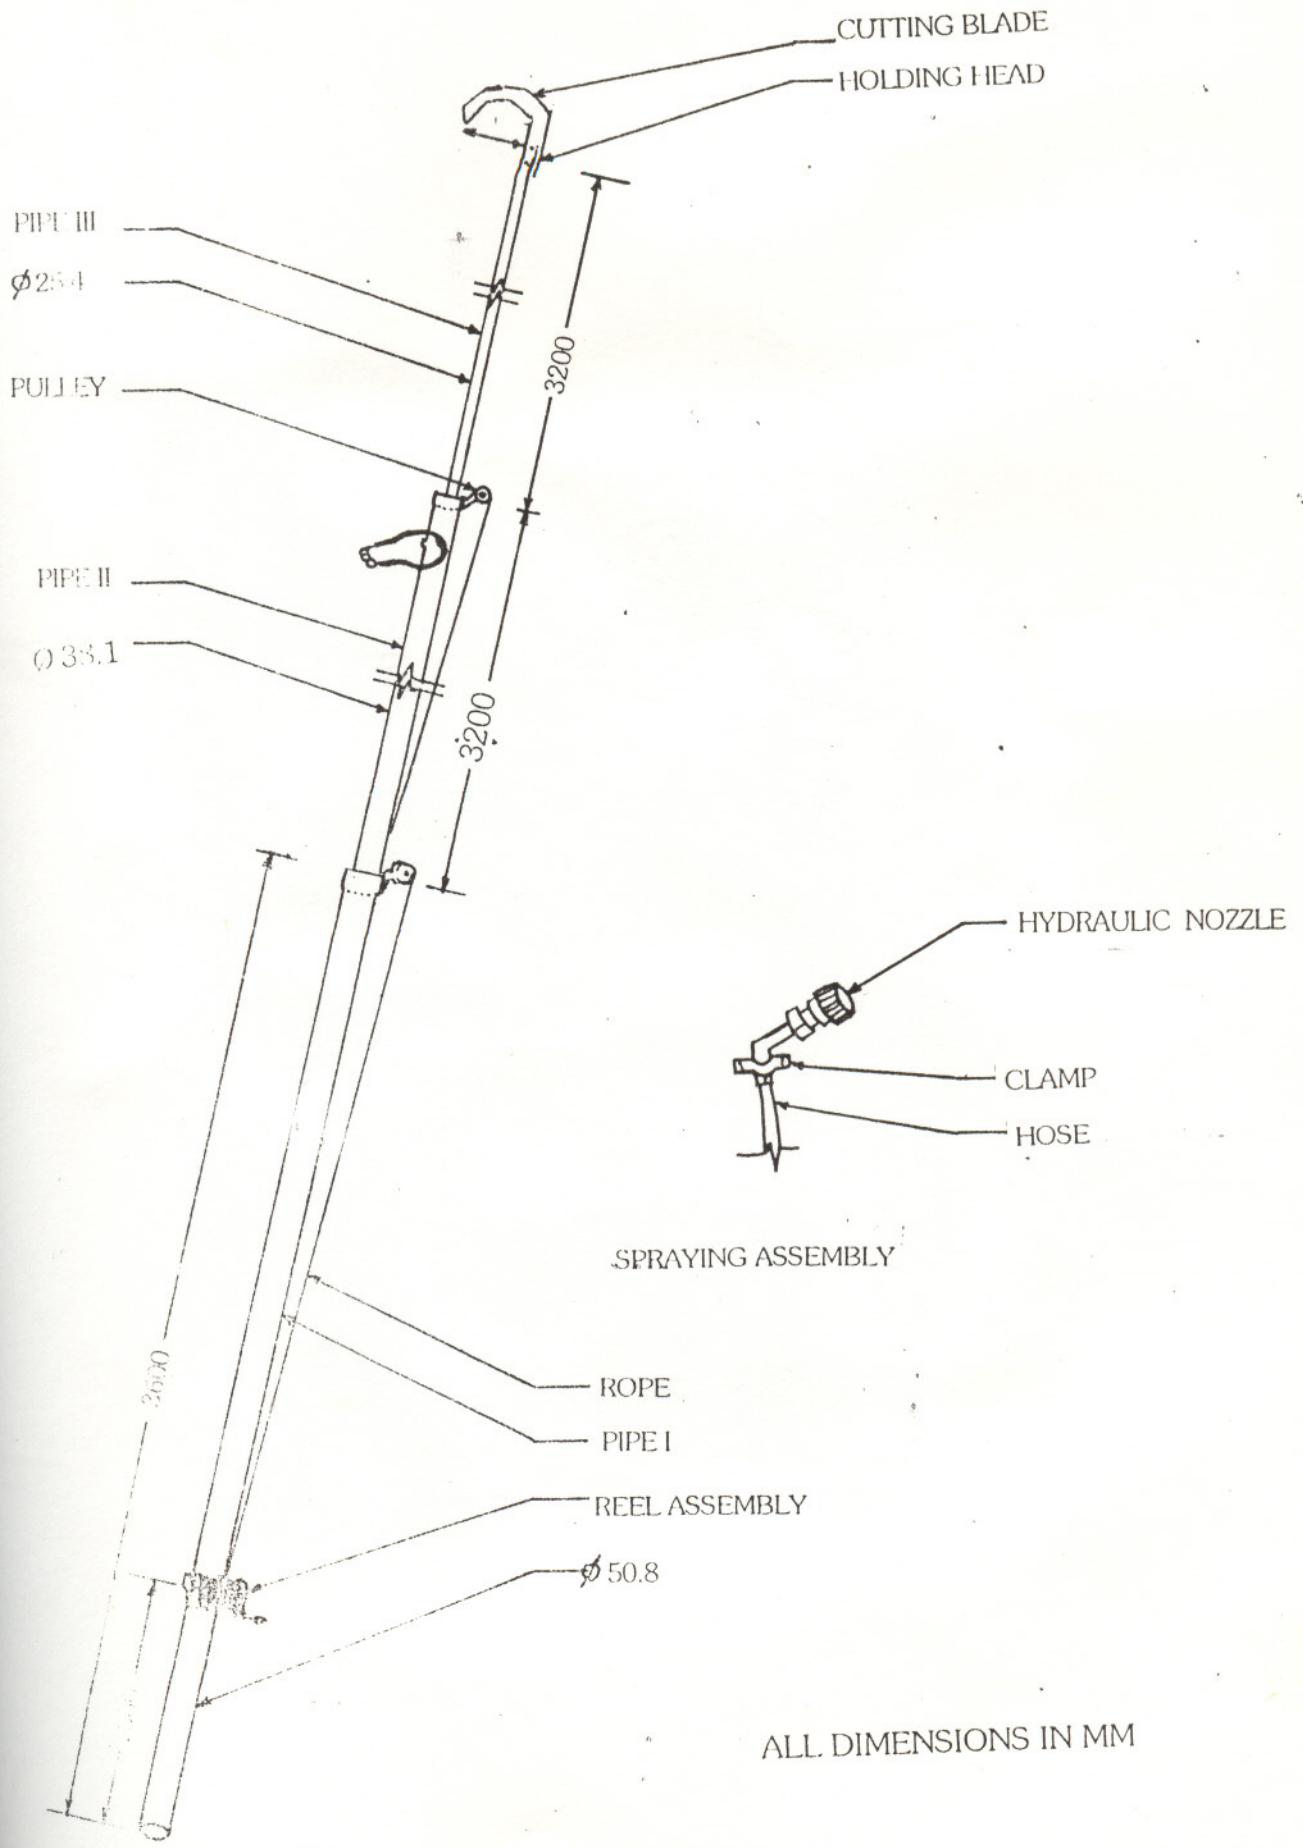 CUTTING BLADE
HOLDING HEAD
PIPE III
PULLEY
3200
PIPE II
3200
HYDRAULIC NOZZLE
CLAMP
HOSE
SPRAYING ASSEMBLY
ROPE
PIPE I
REEL ASSEMBLY
Ø 50.8
ALL DIMENSIONS IN MM